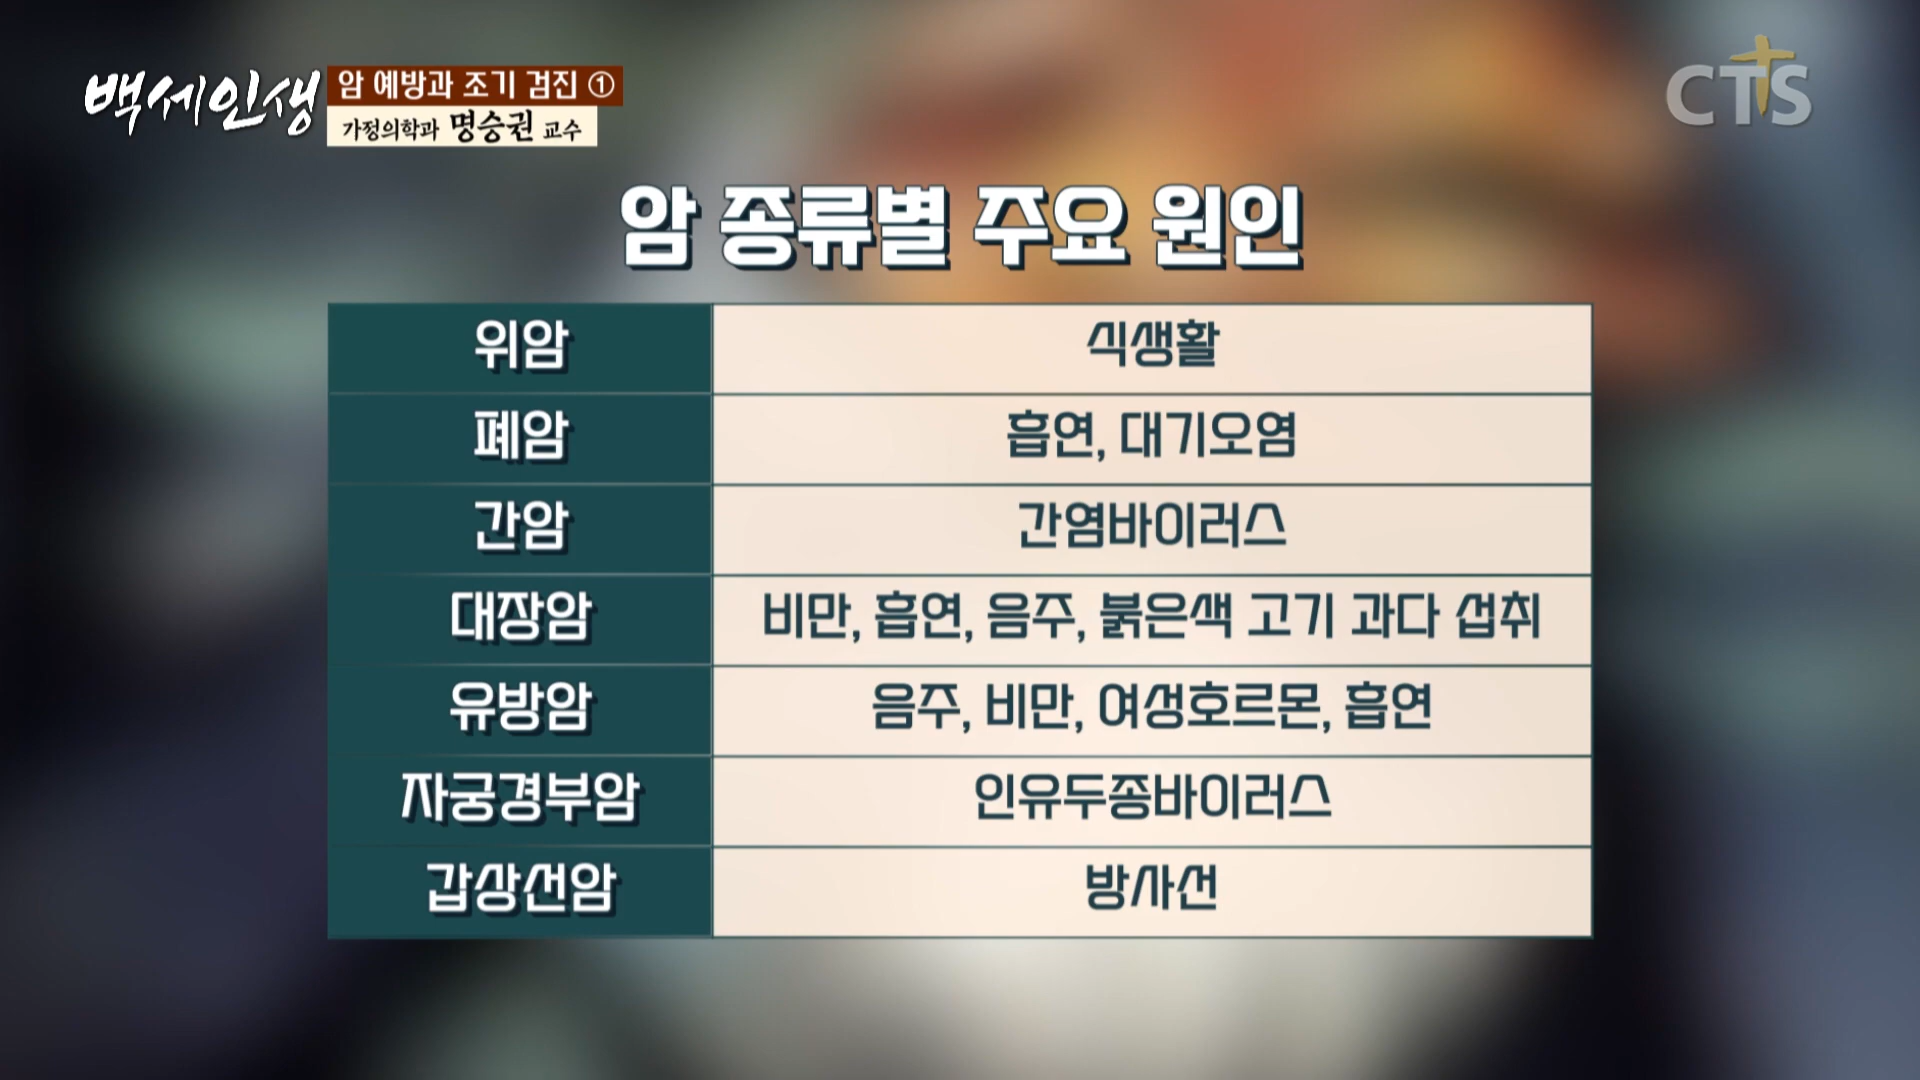 백세인생
암 예방과 조기 검진 ①
가정의학과 명승권 교수
CTS
암 종류별 주요 원인
위암 식생활
폐암 흡연, 대기오염
간암 간염바이러스
대장암 비만, 흡연, 음주, 붉은색 고기 과다 섭취
유방암 음주, 비만, 여성호르몬, 흡연
자궁경부암 인유두종바이러스
갑상선암 방사선